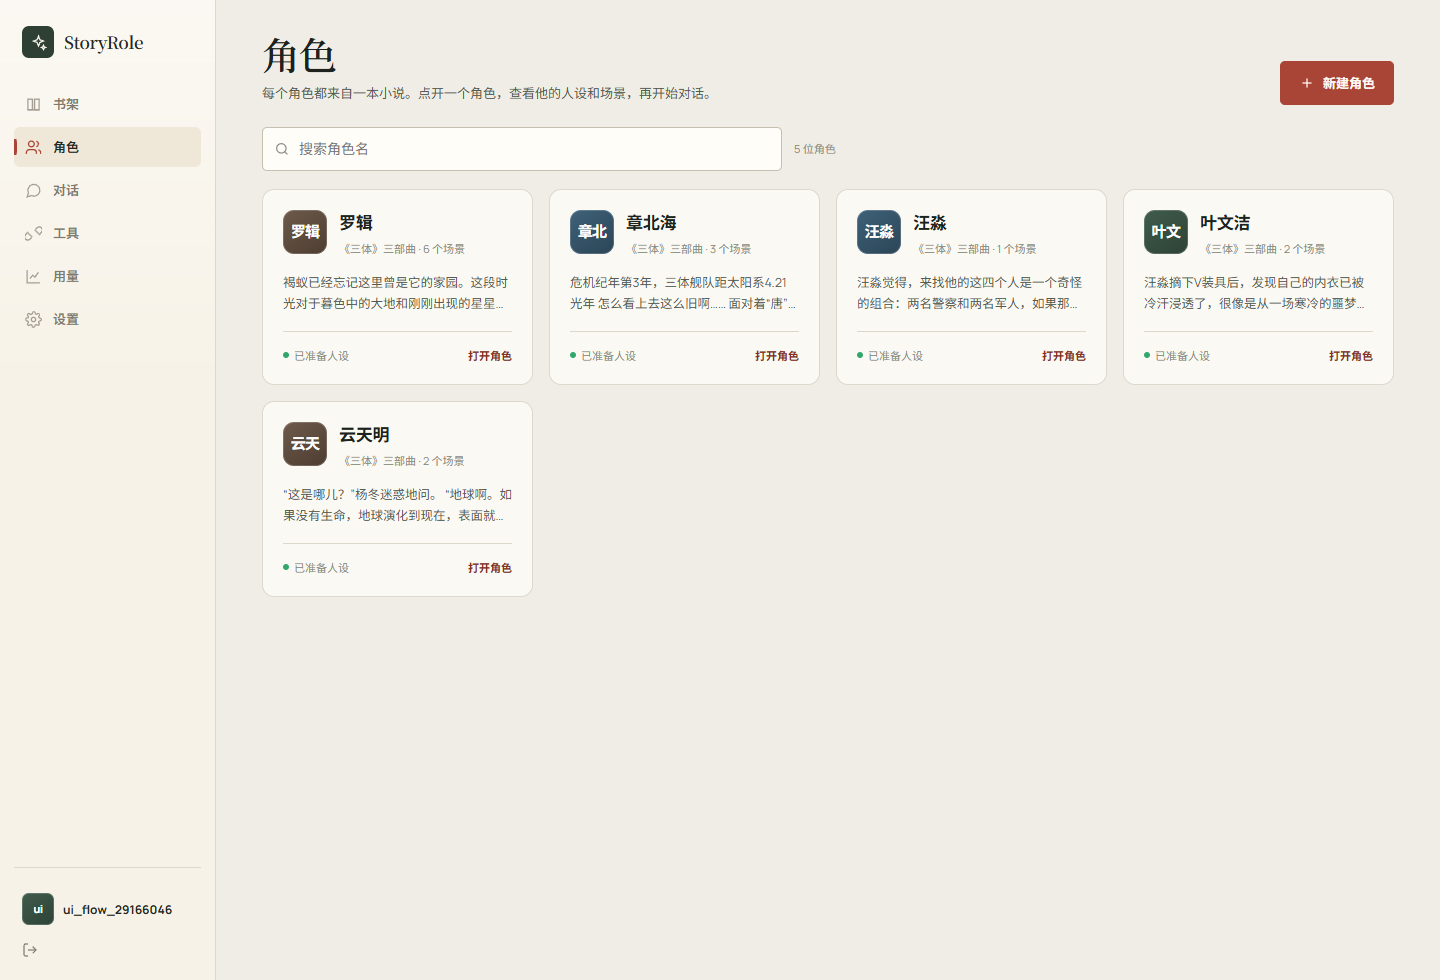 StoryRole
书架
角色
对话
工具
用量
设置
ui
ui_flow_29166046
角色
每个角色都来自一本小说。点开一个角色，查看他的人设和场景，再开始对话。
新建角色
搜索角色名
5 位角色
罗辑
罗辑
《三体》三部曲 · 6 个场景
褐蚁已经忘记这里曾是它的家园。这段时
光对于暮色中的大地和刚刚出现的星星...
已准备人设
打开角色
章北
章北海
《三体》三部曲 · 3 个场景
危机纪年第3年，三体舰队距太阳系4.21
光年 怎么看上去这么旧啊…… 面对着“唐”...
已准备人设
打开角色
汪淼
汪淼
《三体》三部曲 · 1 个场景
汪淼觉得，来找他的这四个人是一个奇怪
的组合：两名警察和两名军人，如果那...
已准备人设
打开角色
叶文
叶文洁
《三体》三部曲 · 2 个场景
汪淼摘下V装具后，发现自己的内衣已被
冷汗浸透了，很像是从一场寒冷的噩梦...
已准备人设
打开角色
云天
云天明
《三体》三部曲 · 2 个场景
“这是哪儿？”杨冬迷惑地问。 “地球啊。如
果没有生命，地球演化到现在，表面就...
已准备人设
打开角色